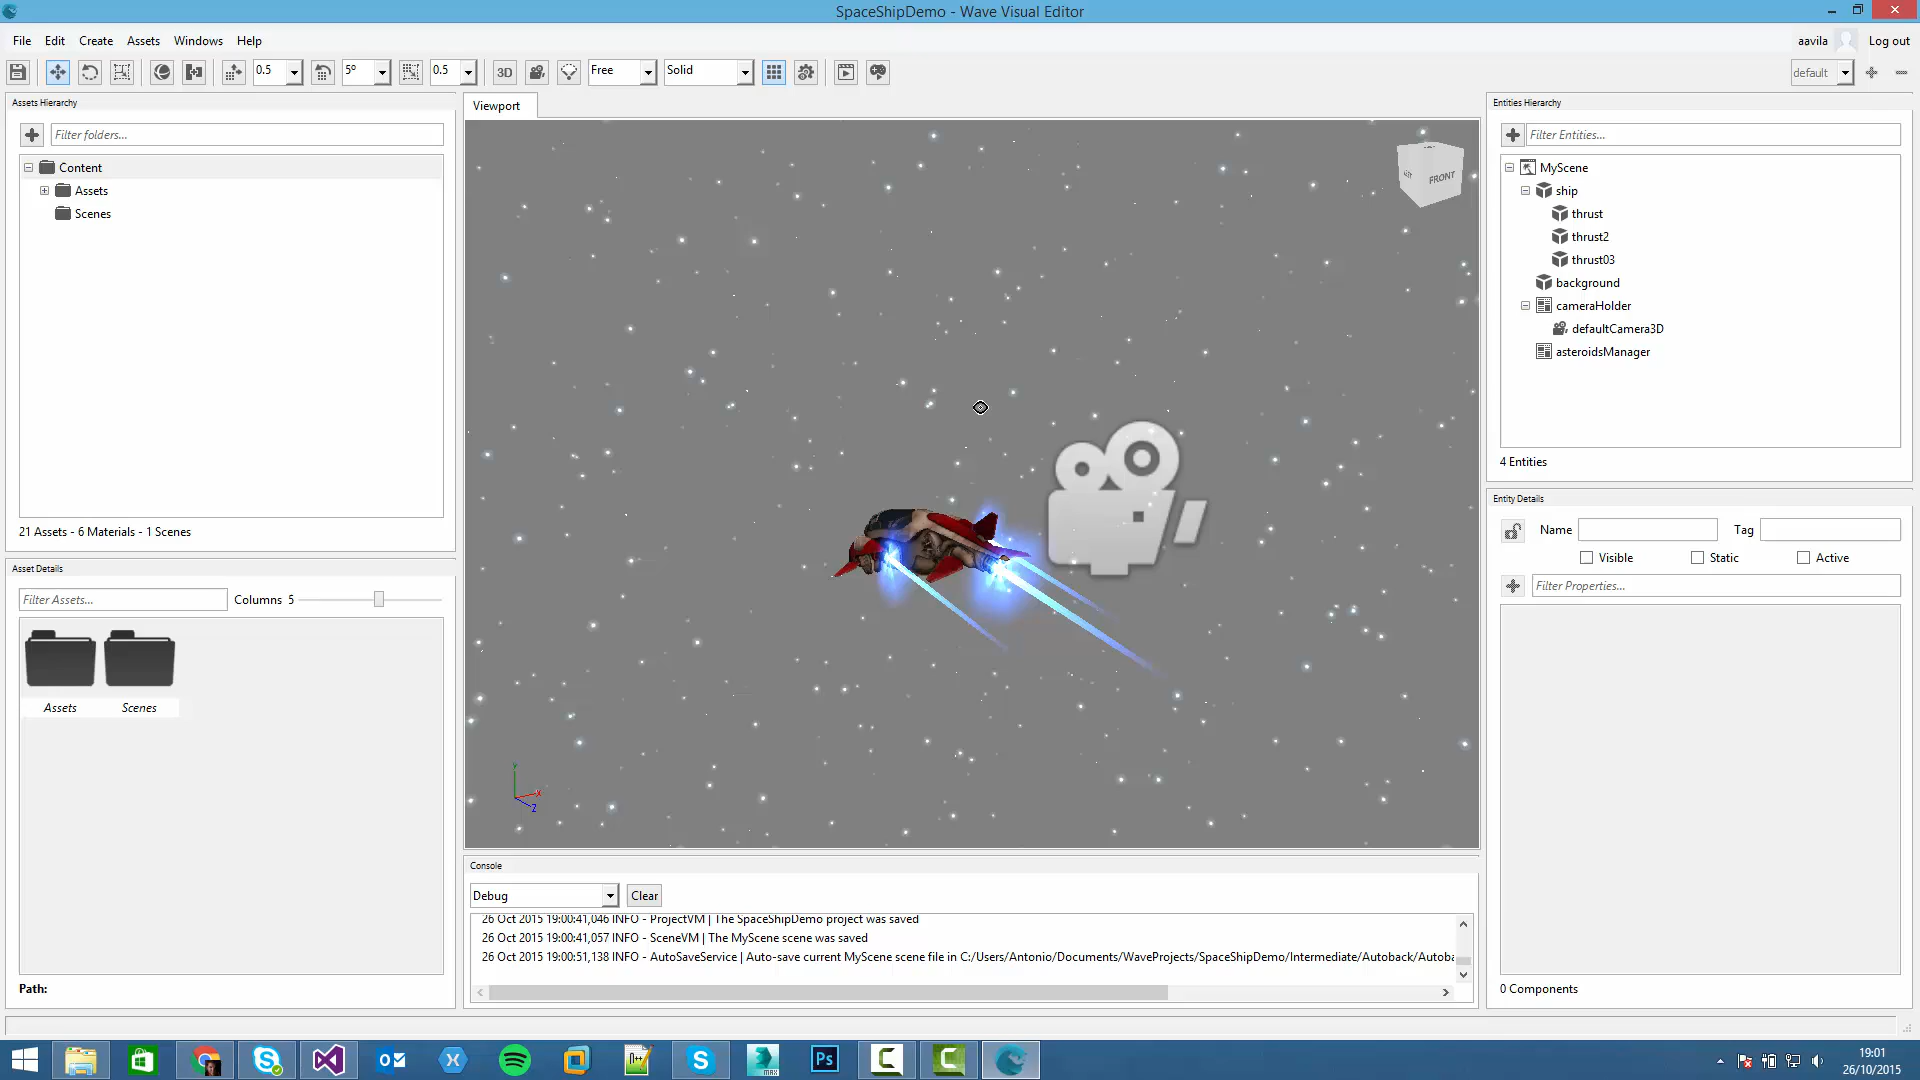 SpaceShipDemo - Wave Visual Editor
File Edit Create Assets Windows Help
aavila Log out
0.5 5º 0.5 3D Free Solid default
Assets Hierarchy
Filter folders...
Content
Assets
Scenes
21 Assets - 6 Materials - 1 Scenes
Asset Details
Filter Assets... Columns 5
Assets Scenes
Path:
Viewport
FRONT
Y
X
Z
Console
Debug Clear
26 Oct 2015 19:00:41,046 INFO - ProjectVM | The SpaceShipDemo project was saved
26 Oct 2015 19:00:41,057 INFO - SceneVM | The MyScene scene was saved
26 Oct 2015 19:00:51,138 INFO - AutoSaveService | Auto-save current MyScene scene file in C:/Users/Antonio/Documents/WaveProjects/SpaceShipDemo/Intermediate/Autoback/Autoba
Entities Hierarchy
Filter Entities...
MyScene
ship
thrust
thrust2
thrust03
background
cameraHolder
defaultCamera3D
asteroidsManager
4 Entities
Entity Details
Name Tag
Visible Static Active
Filter Properties...
0 Components
MAX
Ps
19:01
26/10/2015